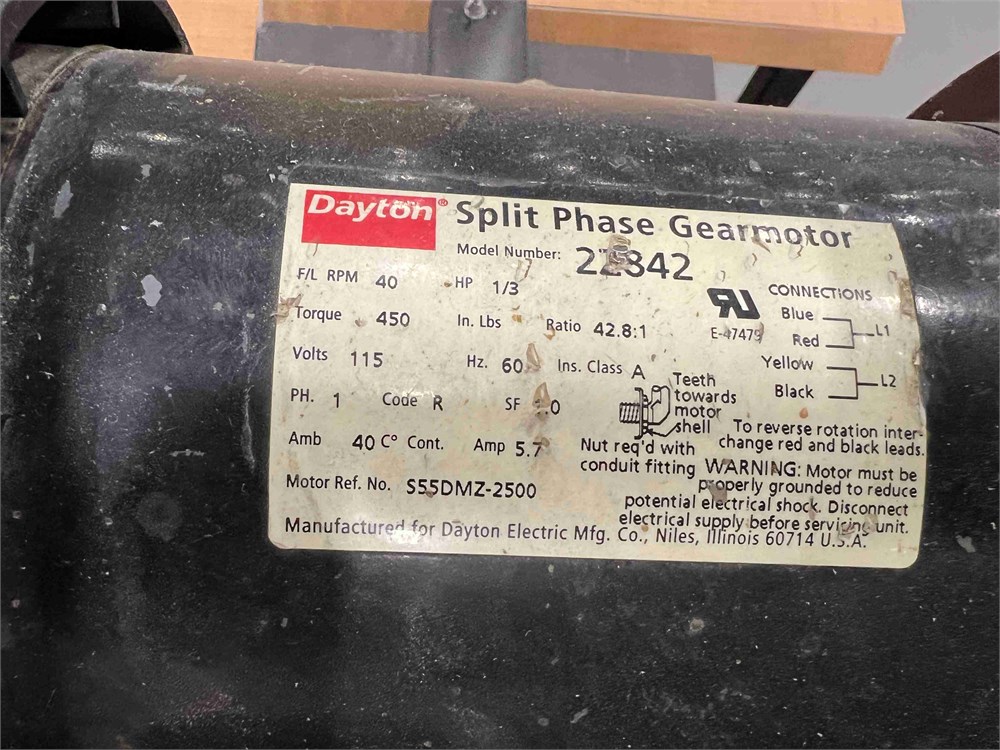 Dayton® Split Phase Gearmotor
Model Number:
F/L RPM 40 HP 1/3
Torque 450 In. Lbs Ratio 42.8:1
Volts 115 Hz. 60 Ins. Class A
PH. 1 Code R SF
Amb 40 C° Cont. Amp 5.7
Motor Ref. No. S55DMZ-2500
E-47479
CONNECTIONS
Blue
Red L1
Yellow
Black L2
Teeth
towards
motor
shell
Nut req'd with
conduit fitting
To reverse rotation inter-
change red and black leads.
WARNING: Motor must be
properly grounded to reduce
potential electrical shock. Disconnect
electrical supply before servicing unit.
Manufactured for Dayton Electric Mfg. Co., Niles, Illinois 60714 U.S.A.